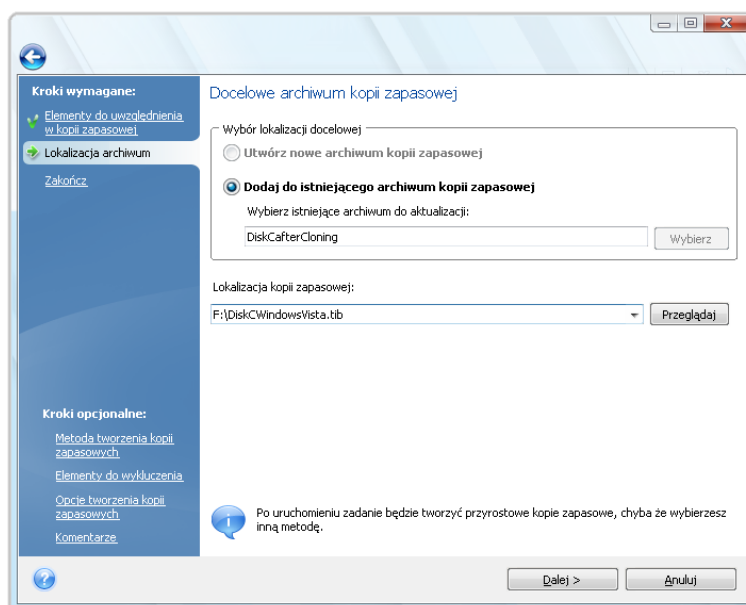 Kroki wymagane:
Elementy do uwzględnienia
w kopii zapasowej
Lokalizacja archiwum
Zakończ
Docelowe archiwum kopii zapasowej
Wybór lokalizacji docelowej
Utwórz nowe archiwum kopii zapasowej
Dodaj do istniejącego archiwum kopii zapasowej
Wybierz istniejące archiwum do aktualizacji:
DiskCafterCloning
Wybierz
Lokalizacja kopii zapasowej:
F:\DiskCWindowsVista.tib
Przeglądaj
Kroki opcjonalne:
Metoda tworzenia kopii
zapasowych
Elementy do wykluczenia
Opcje tworzenia kopii
zapasowych
Komentarze
Po uruchomieniu zadanie będzie tworzyć przyrostowe kopie zapasowe, chyba że wybierzesz
inną metodę.
Dalej >
Anuluj